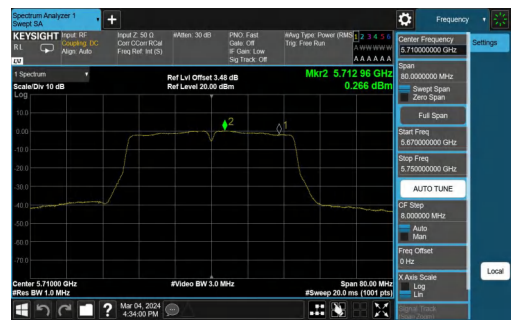 Spectrum Analyzer 1
Swept SA
Frequency
KEYSIGHT
Input: RF
Coupling: DC
Align: Auto
Input Z: 50 Ω
Corr CCorr RCal
Freq Ref: Int (S)
#Atten: 30 dB
PNO: Fast
Gate: Off
IF Gain: Low
Sig Track: Off
#Avg Type: Power (RMS)
Trig: Free Run
1 2 3 4 5 6
A W W W W W
A A A A A A
RL
LVI
1 Spectrum
Scale/Div 10 dB
Log
Ref Lvl Offset 3.48 dB
Ref Level 20.00 dBm
Mkr2 5.712 96 GHz
0.266 dBm
10.0
0.00
-10.0
-20.0
-30.0
-40.0
-50.0
-60.0
-70.0
2
1
Center 5.71000 GHz
#Res BW 1.0 MHz
#Video BW 3.0 MHz
Span 80.00 MHz
#Sweep 20.0 ms (1001 pts)
Center Frequency
5.710000000 GHz
Settings
Span
80.0000000 MHz
Swept Span
Zero Span
Full Span
Start Freq
5.670000000 GHz
Stop Freq
5.750000000 GHz
AUTO TUNE
CF Step
8.000000 MHz
Auto
Man
Freq Offset
0 Hz
X Axis Scale
Log
Lin
Local
Signal Track
Mar 04, 2024
4:34:00 PM